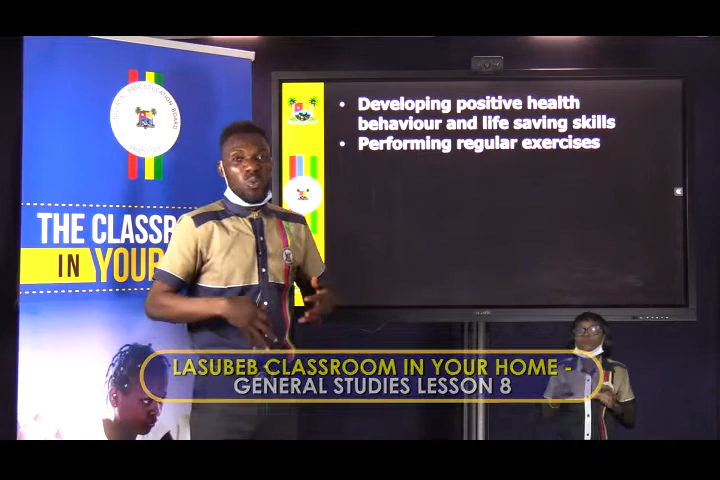 • Developing positive health
behaviour and life saving skills
• Performing regular exercises
THE CLASSR
IN YOUR
LASUBEB CLASSROOM IN YOUR HOME -
GENERAL STUDIES LESSON 8